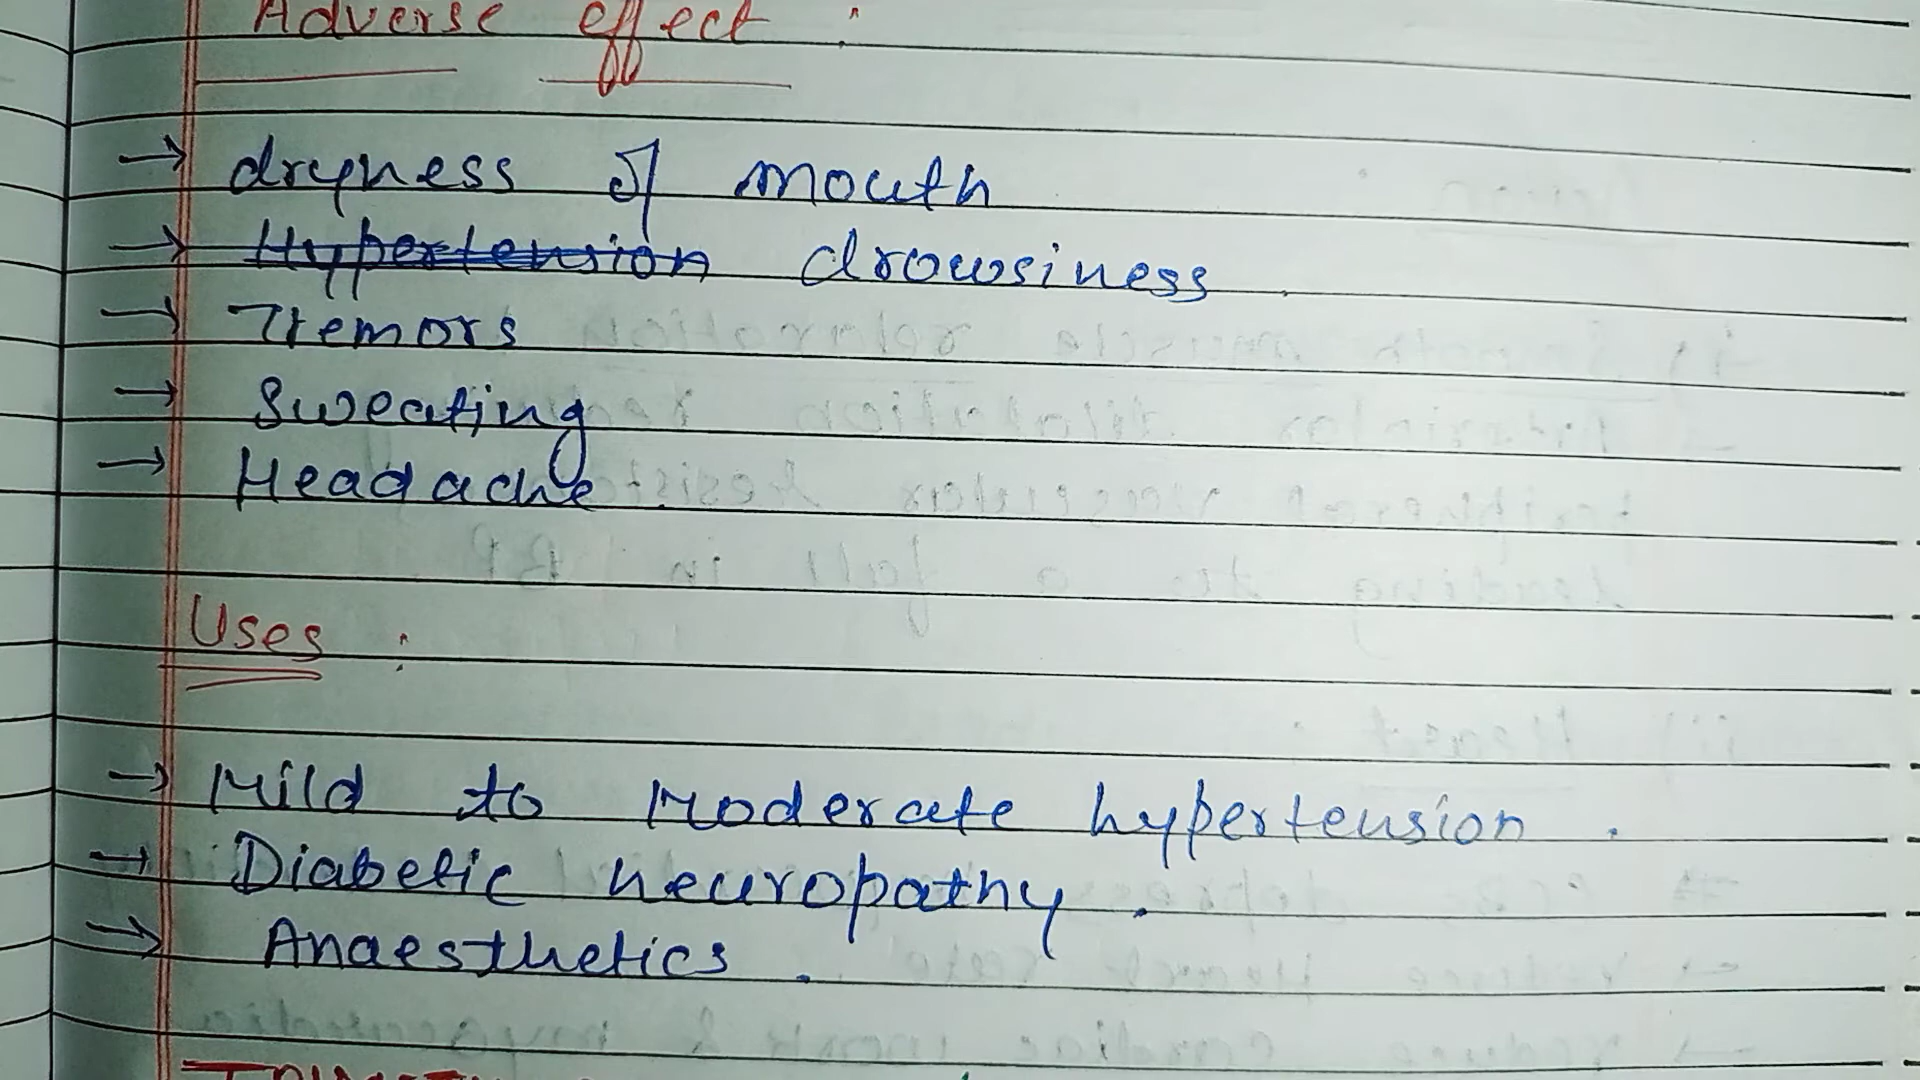 Adverse effect :
→ dryness of mouth
→ Hypertension drowsiness.
→ Tremors
→ Sweating
→ Headache
Uses :
→ Mild to Moderate hypertension.
→ Diabetic neuropathy.
→ Anaesthetics.